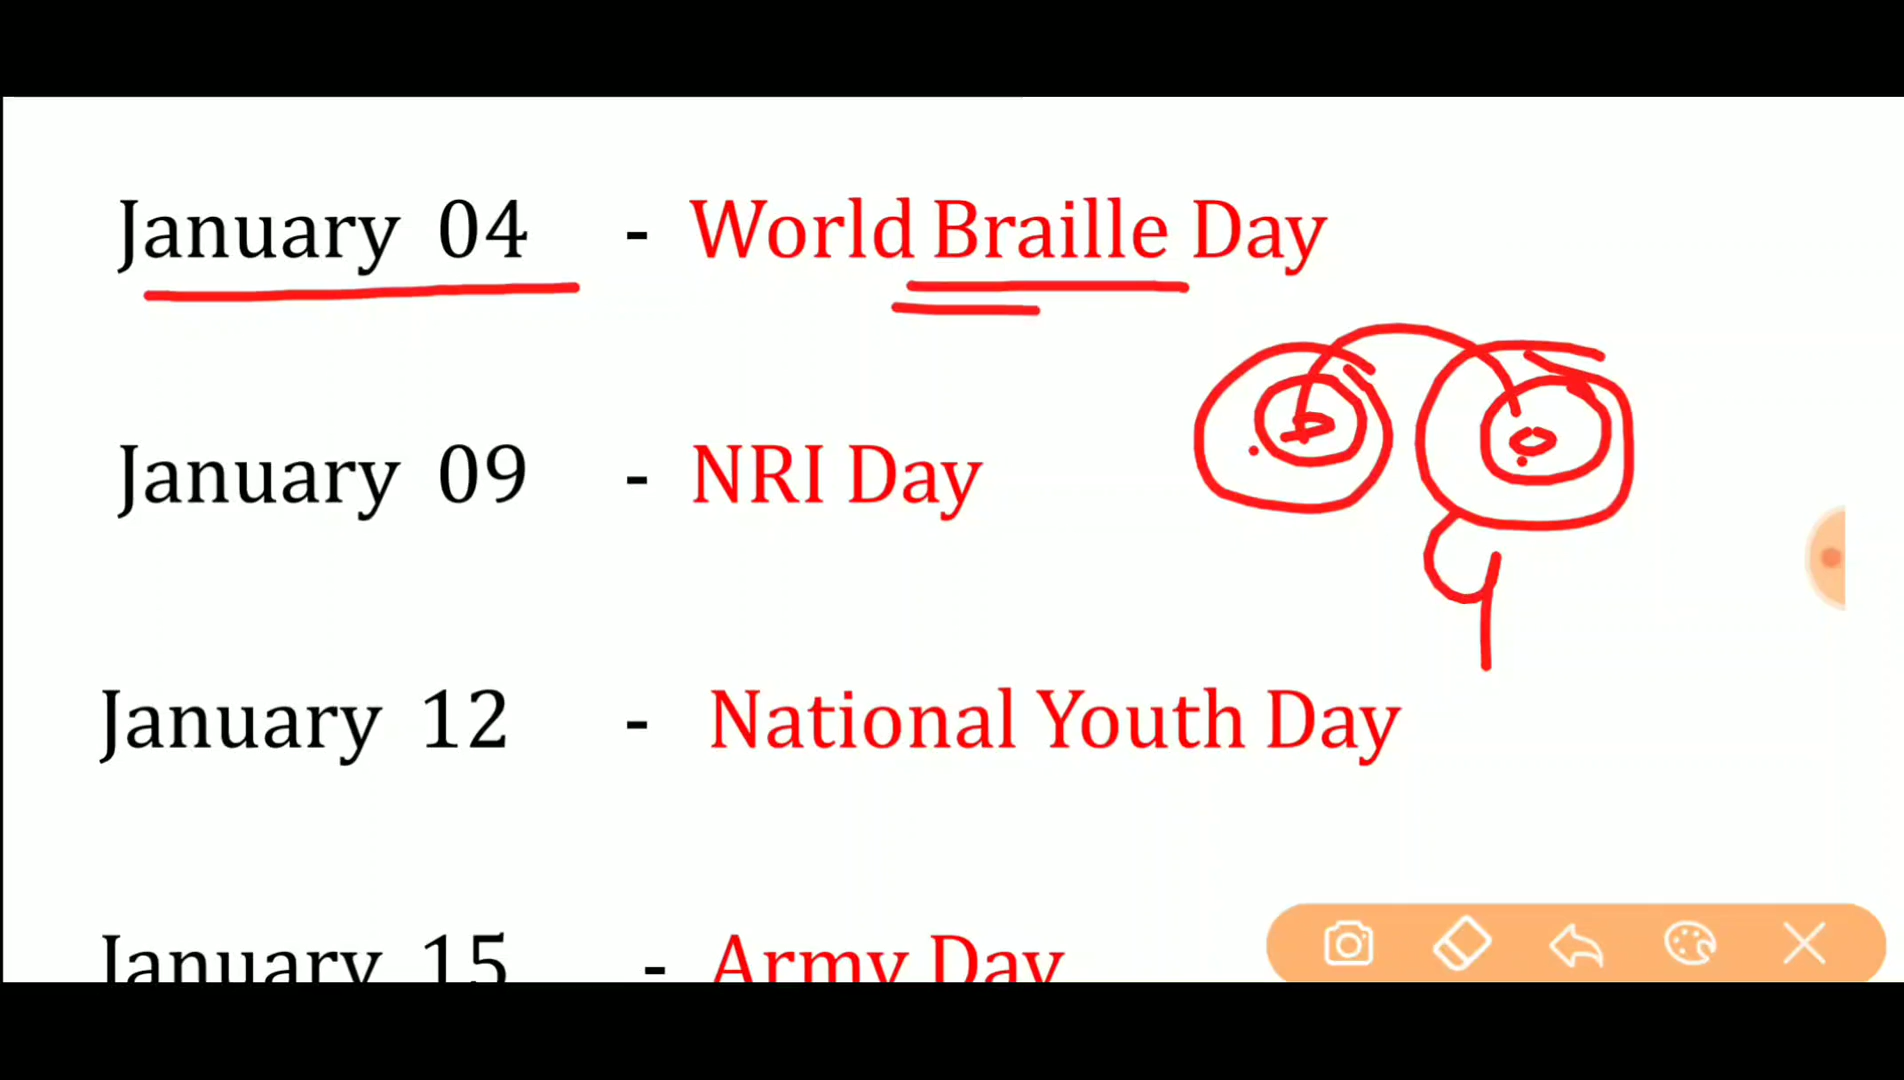 January 04 - World Braille Day
January 09 - NRI Day
January 12 - National Youth Day
January 15 - Army Day